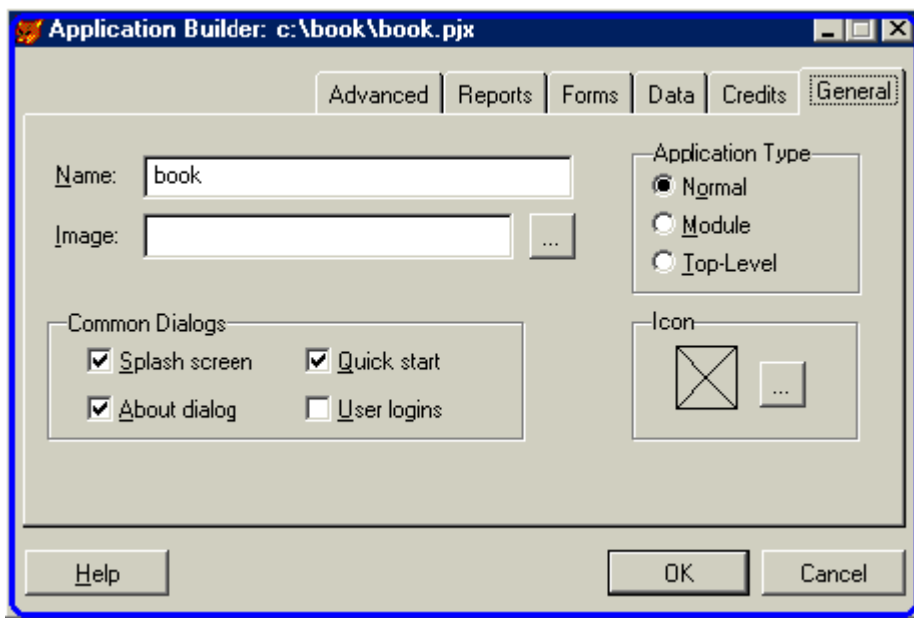 Application Builder: c:\book\book.pjx
Advanced Reports Forms Data Credits General
Name: book
Image: ...
Application Type
Normal
Module
Top-Level
Common Dialogs
Splash screen Quick start
About dialog User logins
Icon
...
Help OK Cancel